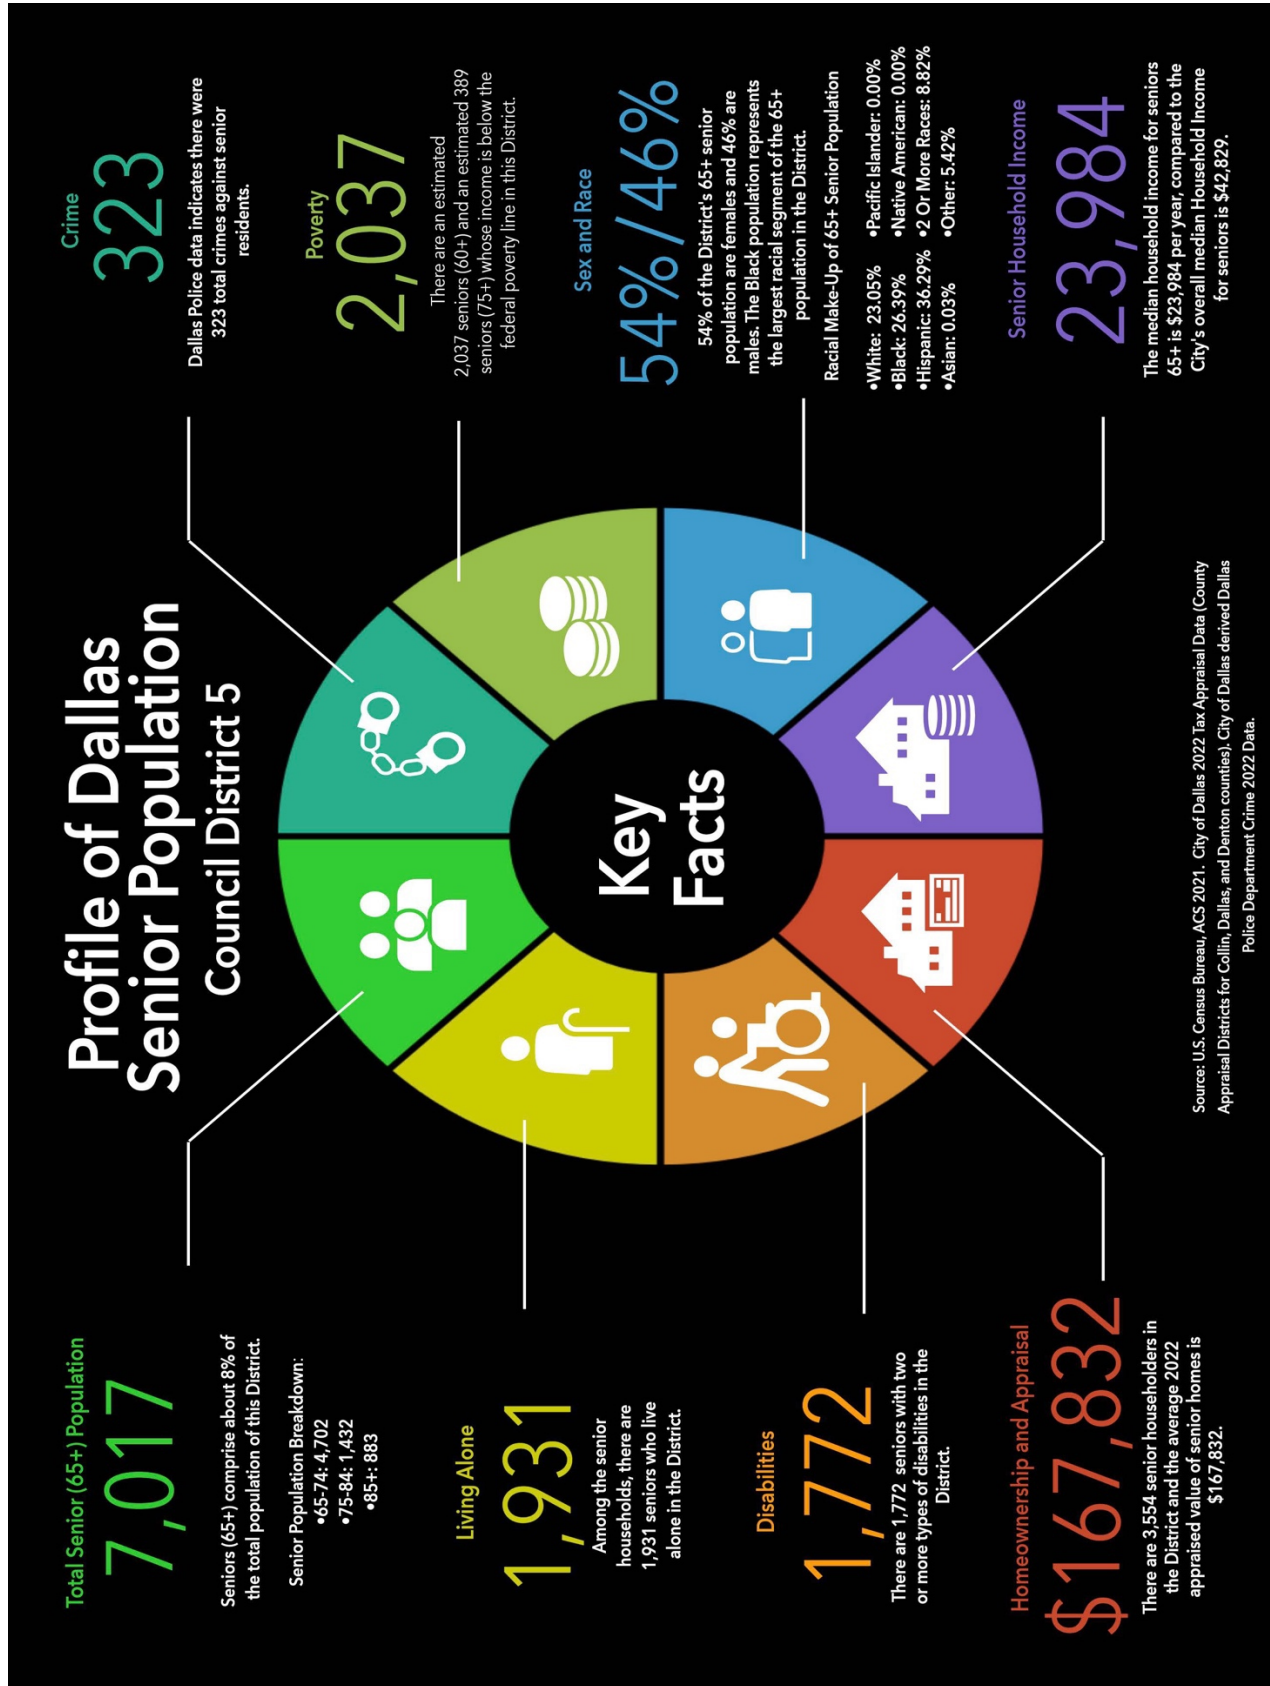 Profile of Dallas
Senior Population
Council District 5
Total Senior (65+) Population
7,017
Seniors (65+) comprise about 8% of
the total population of this District.
Senior Population Breakdown:
•65-74: 4,702
•75-84: 1,432
•85+: 883
Living Alone
1,931
Among the senior
households, there are
1,931 seniors who live
alone in the District.
Disabilities
1,772
There are 1,772 seniors with two
or more types of disabilities in the
District.
Homeownership and Appraisal
$167,832
There are 3,554 senior householders in
the District and the average 2022
appraised value of senior homes is
$167,832.
Key
Facts
Crime
323
Dallas Police data indicates there were
323 total crimes against senior
residents.
Poverty
2,037
There are an estimated
2,037 seniors (60+) and an estimated 389
seniors (75+) whose income is below the
federal poverty line in this District.
Sex and Race
54%/46%
54% of the District's 65+ senior
population are females and 46% are
males. The Black population represents
the largest racial segment of the 65+
population in the District.
Racial Make-Up of 65+ Senior Population
•White: 23.05%
•Black: 26.39%
•Hispanic: 36.29%
•Asian: 0.03%
•Pacific Islander: 0.00%
•Native American: 0.00%
•2 Or More Races: 8.82%
•Other: 5.42%
Senior Household Income
23,984
The median household income for seniors
65+ is $23,984 per year, compared to the
City's overall median Household Income
for seniors is $42,829.
Source: U.S. Census Bureau, ACS 2021. City of Dallas 2022 Tax Appraisal Data (County
Appraisal Districts for Collin, Dallas, and Denton counties). City of Dallas derived Dallas
Police Department Crime 2022 Data.